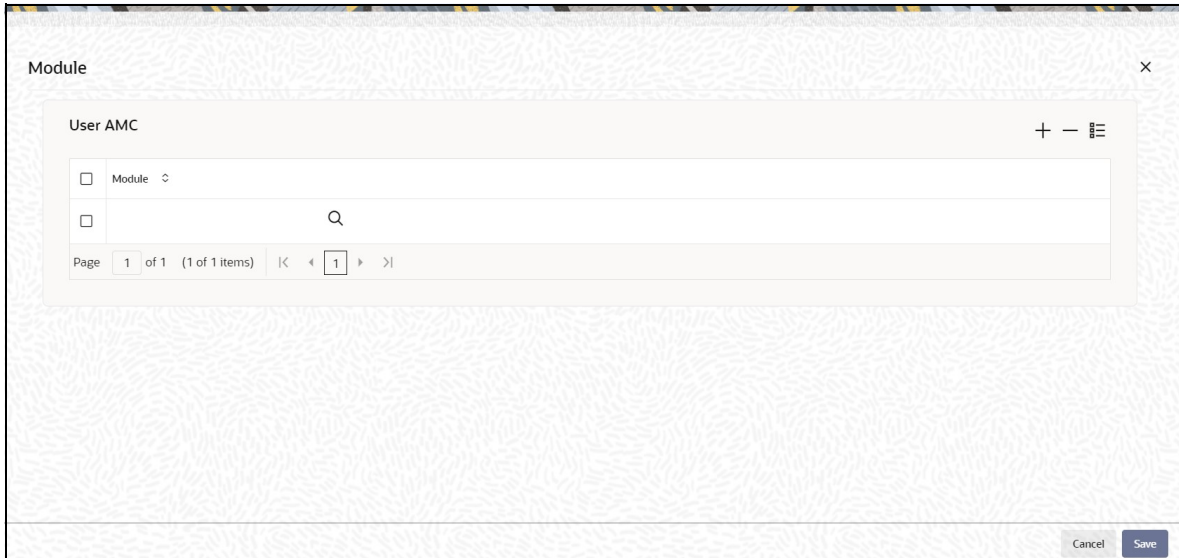 Module
User AMC
Module
Page 1 of 1 (1 of 1 items) 1
Cancel Save